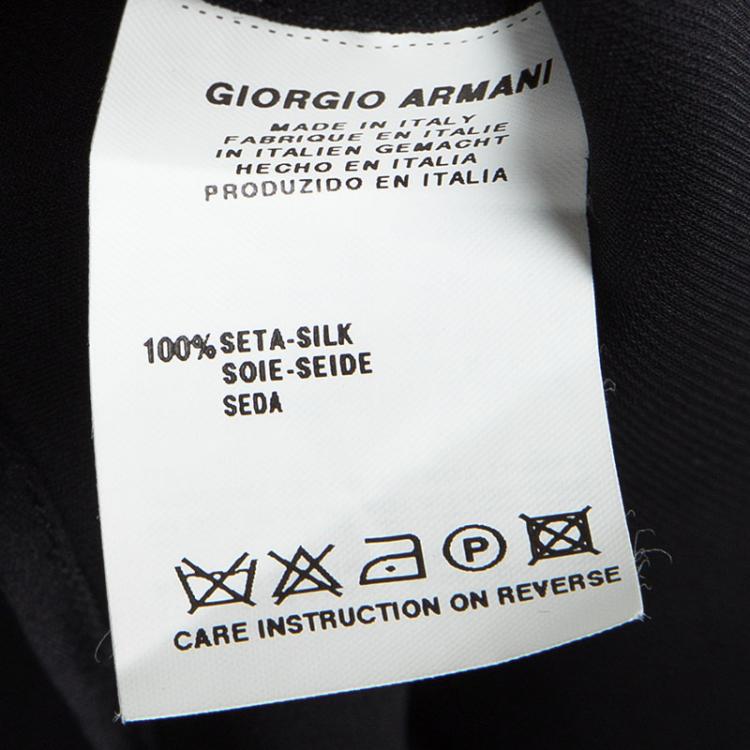 GIORGIO ARMANI
MADE IN ITALY
FABRIQUE EN ITALIE
IN ITALIEN GEMACHT
HECHO EN ITALIA
PRODUZIDO EN ITALIA
100% SETA-SILK
SOIE-SEIDE
SEDA
P
CARE INSTRUCTION ON REVERSE